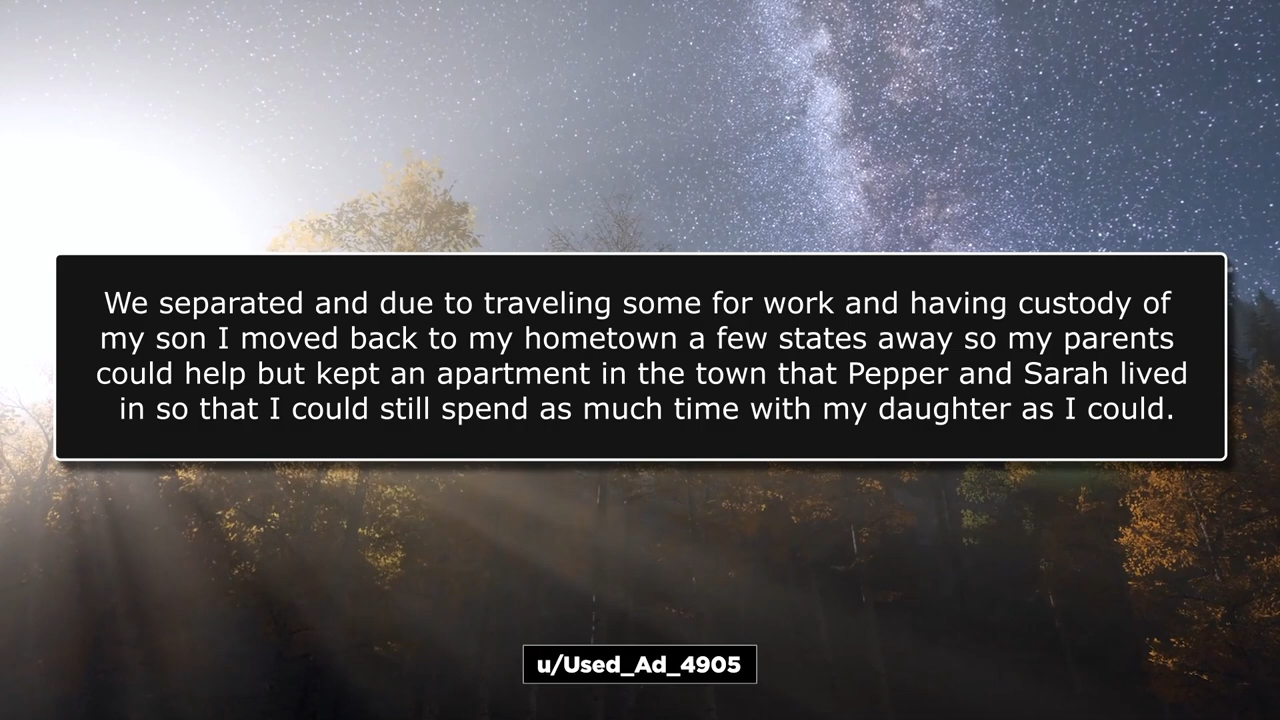 We separated and due to traveling some for work and having custody of
my son I moved back to my hometown a few states away so my parents
could help but kept an apartment in the town that Pepper and Sarah lived
in so that I could still spend as much time with my daughter as I could.
u/Used_Ad_4905